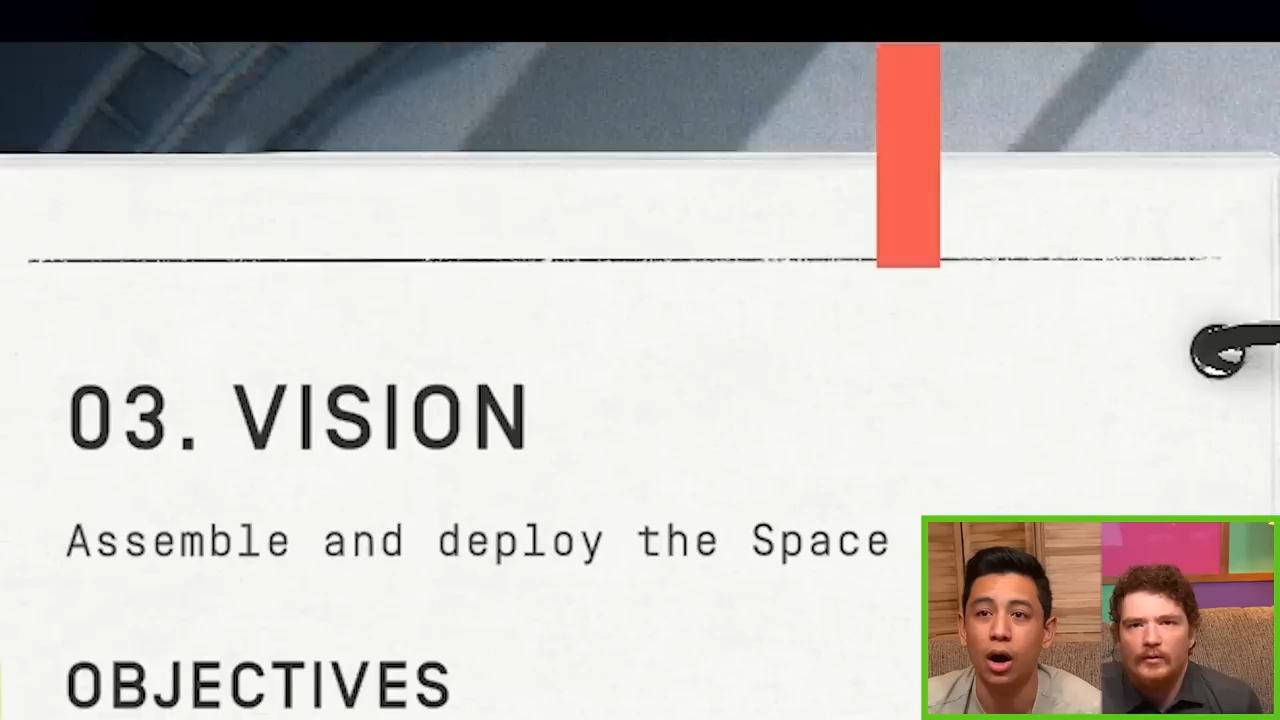 03. VISION
Assemble and deploy the Space
OBJECTIVES